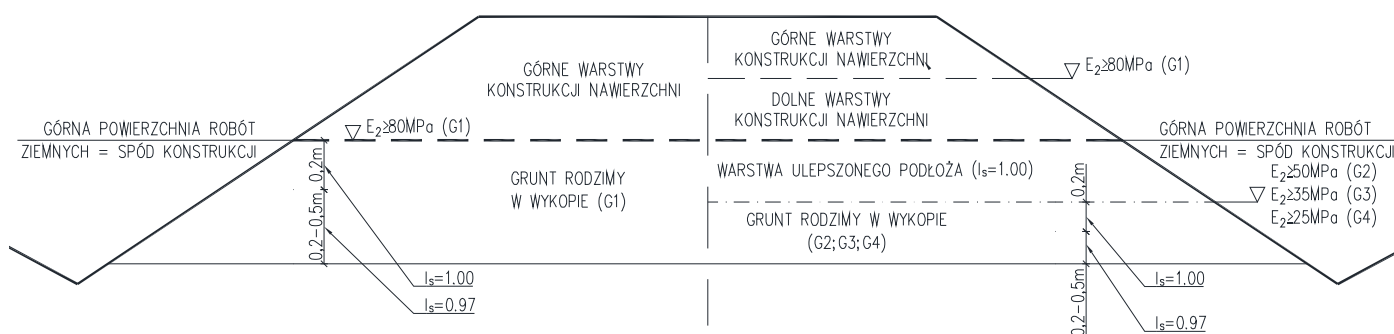 GÓRNE WARSTWY
KONSTRUKCJI NAWIERZCHNI
E₂≥80MPa (G1)
GÓRNE WARSTWY
KONSTRUKCJI NAWIERZCHNI
DOLNE WARSTWY
KONSTRUKCJI NAWIERZCHNI
GÓRNA POWIERZCHNIA ROBÓT
ZIEMNYCH = SPÓD KONSTRUKCJI
E₂≥80MPa (G1)
GÓRNA POWIERZCHNIA ROBÓT
ZIEMNYCH = SPÓD KONSTRUKCJI
0,2m
0,2-0,5m
GRUNT RODZIMY
W WYKOPIE (G1)
WARSTWA ULEPSZONEGO PODŁOŻA (Iₛ=1.00)
E₂≥50MPa (G2)
E₂≥35MPa (G3)
E₂≥25MPa (G4)
GRUNT RODZIMY W WYKOPIE
(G2;G3;G4)
0,2m
0,2-0,5m
Iₛ=1.00
Iₛ=0.97
Iₛ=1.00
Iₛ=0.97